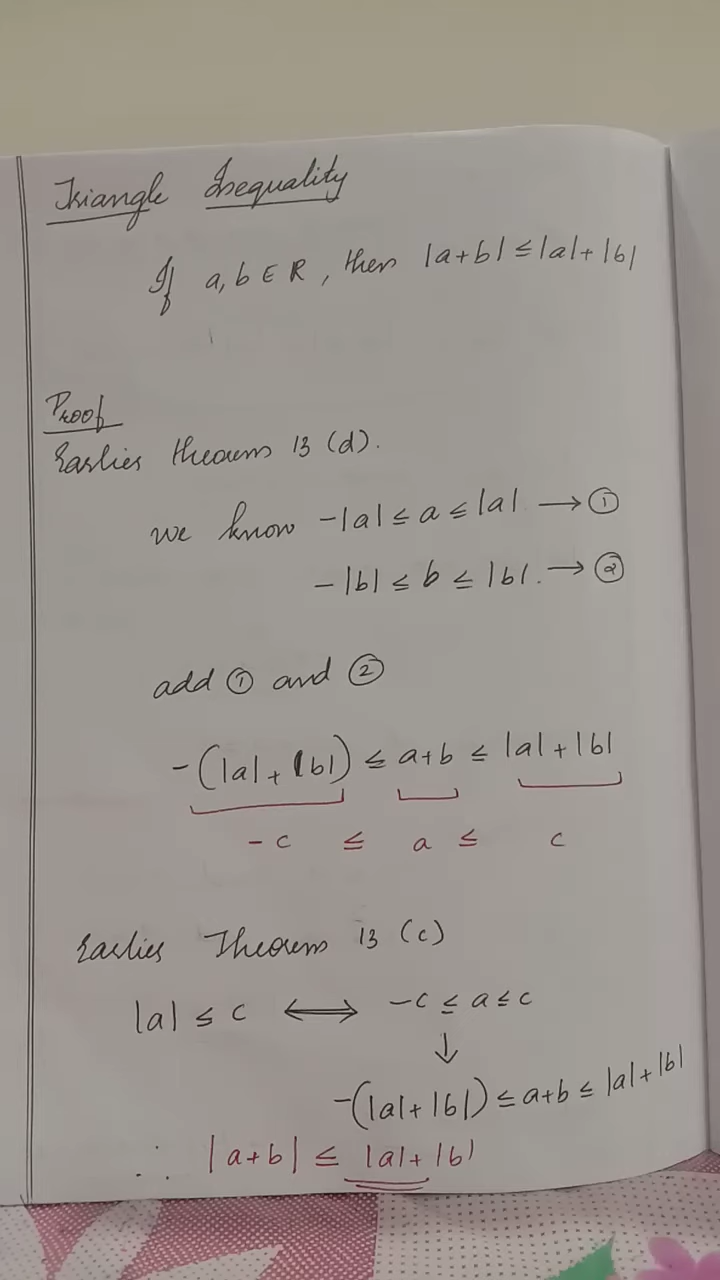 Triangle Inequality
If a, b ∈ R, then |a+b| ≤ |a|+|b|
Proof
Earlier theorem 13 (d).
we know -|a| ≤ a ≤ |a| → ①
-|b| ≤ b ≤ |b|. → ②
add ① and ②
-(|a|+|b|) ≤ a+b ≤ |a|+|b|
-c ≤ a ≤ c
Earlier Theorem 13 (c)
|a| ≤ c ⟺ -c ≤ a ≤ c
↓
-(|a|+|b|) ≤ a+b ≤ |a|+|b|
∴ |a+b| ≤ |a|+|b|